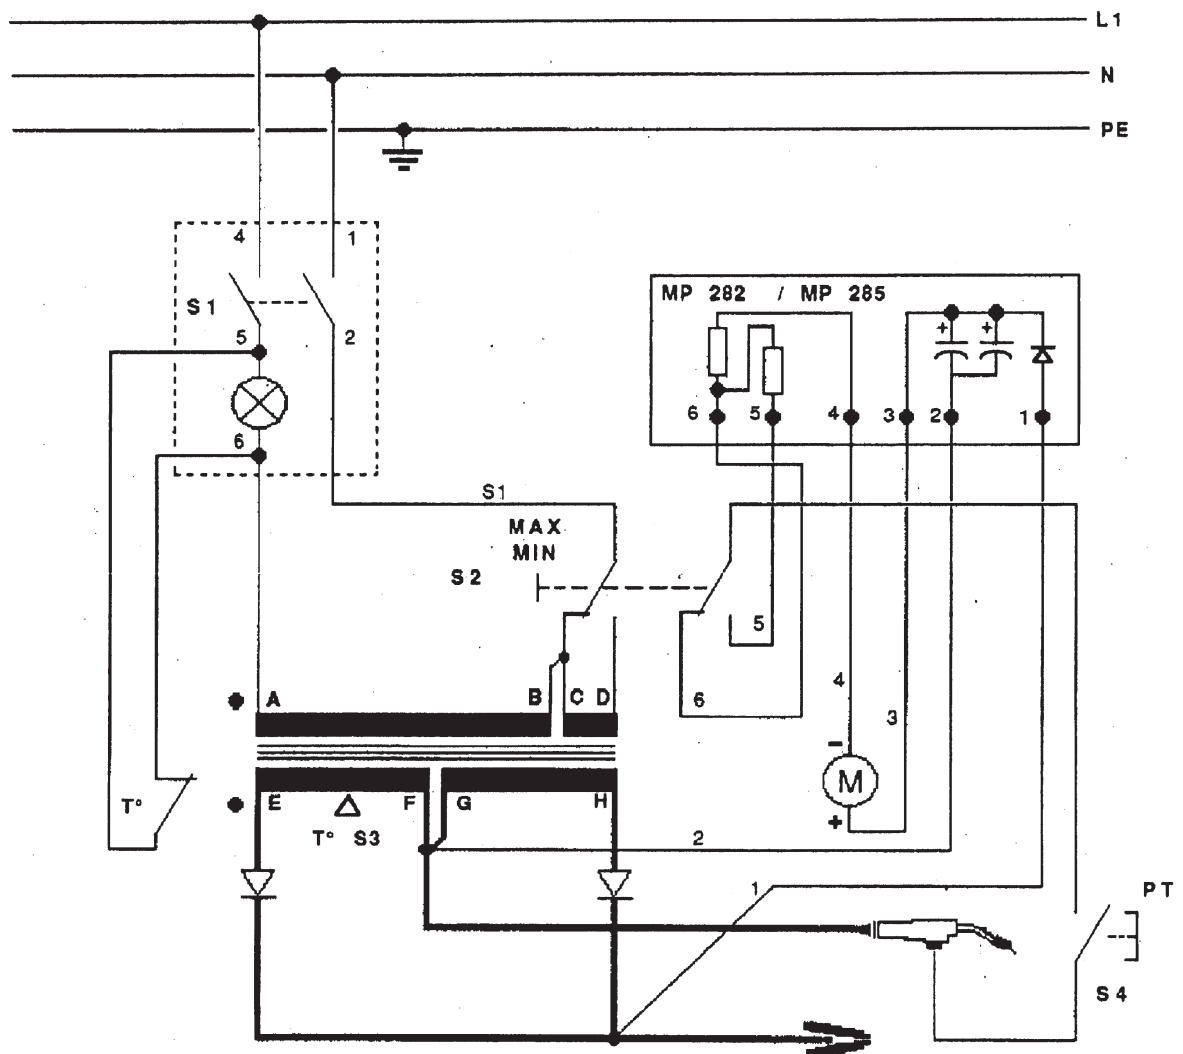 L1
N
PE
4 1
S1
5 2
6
MP 282 / MP 285
+ +
6 5 4 3 2 1
S1
MAX
MIN
S2
5
4
6
3
A B C D
-
M
+
E F G H
T°
T° S3
2
1
PT
S4